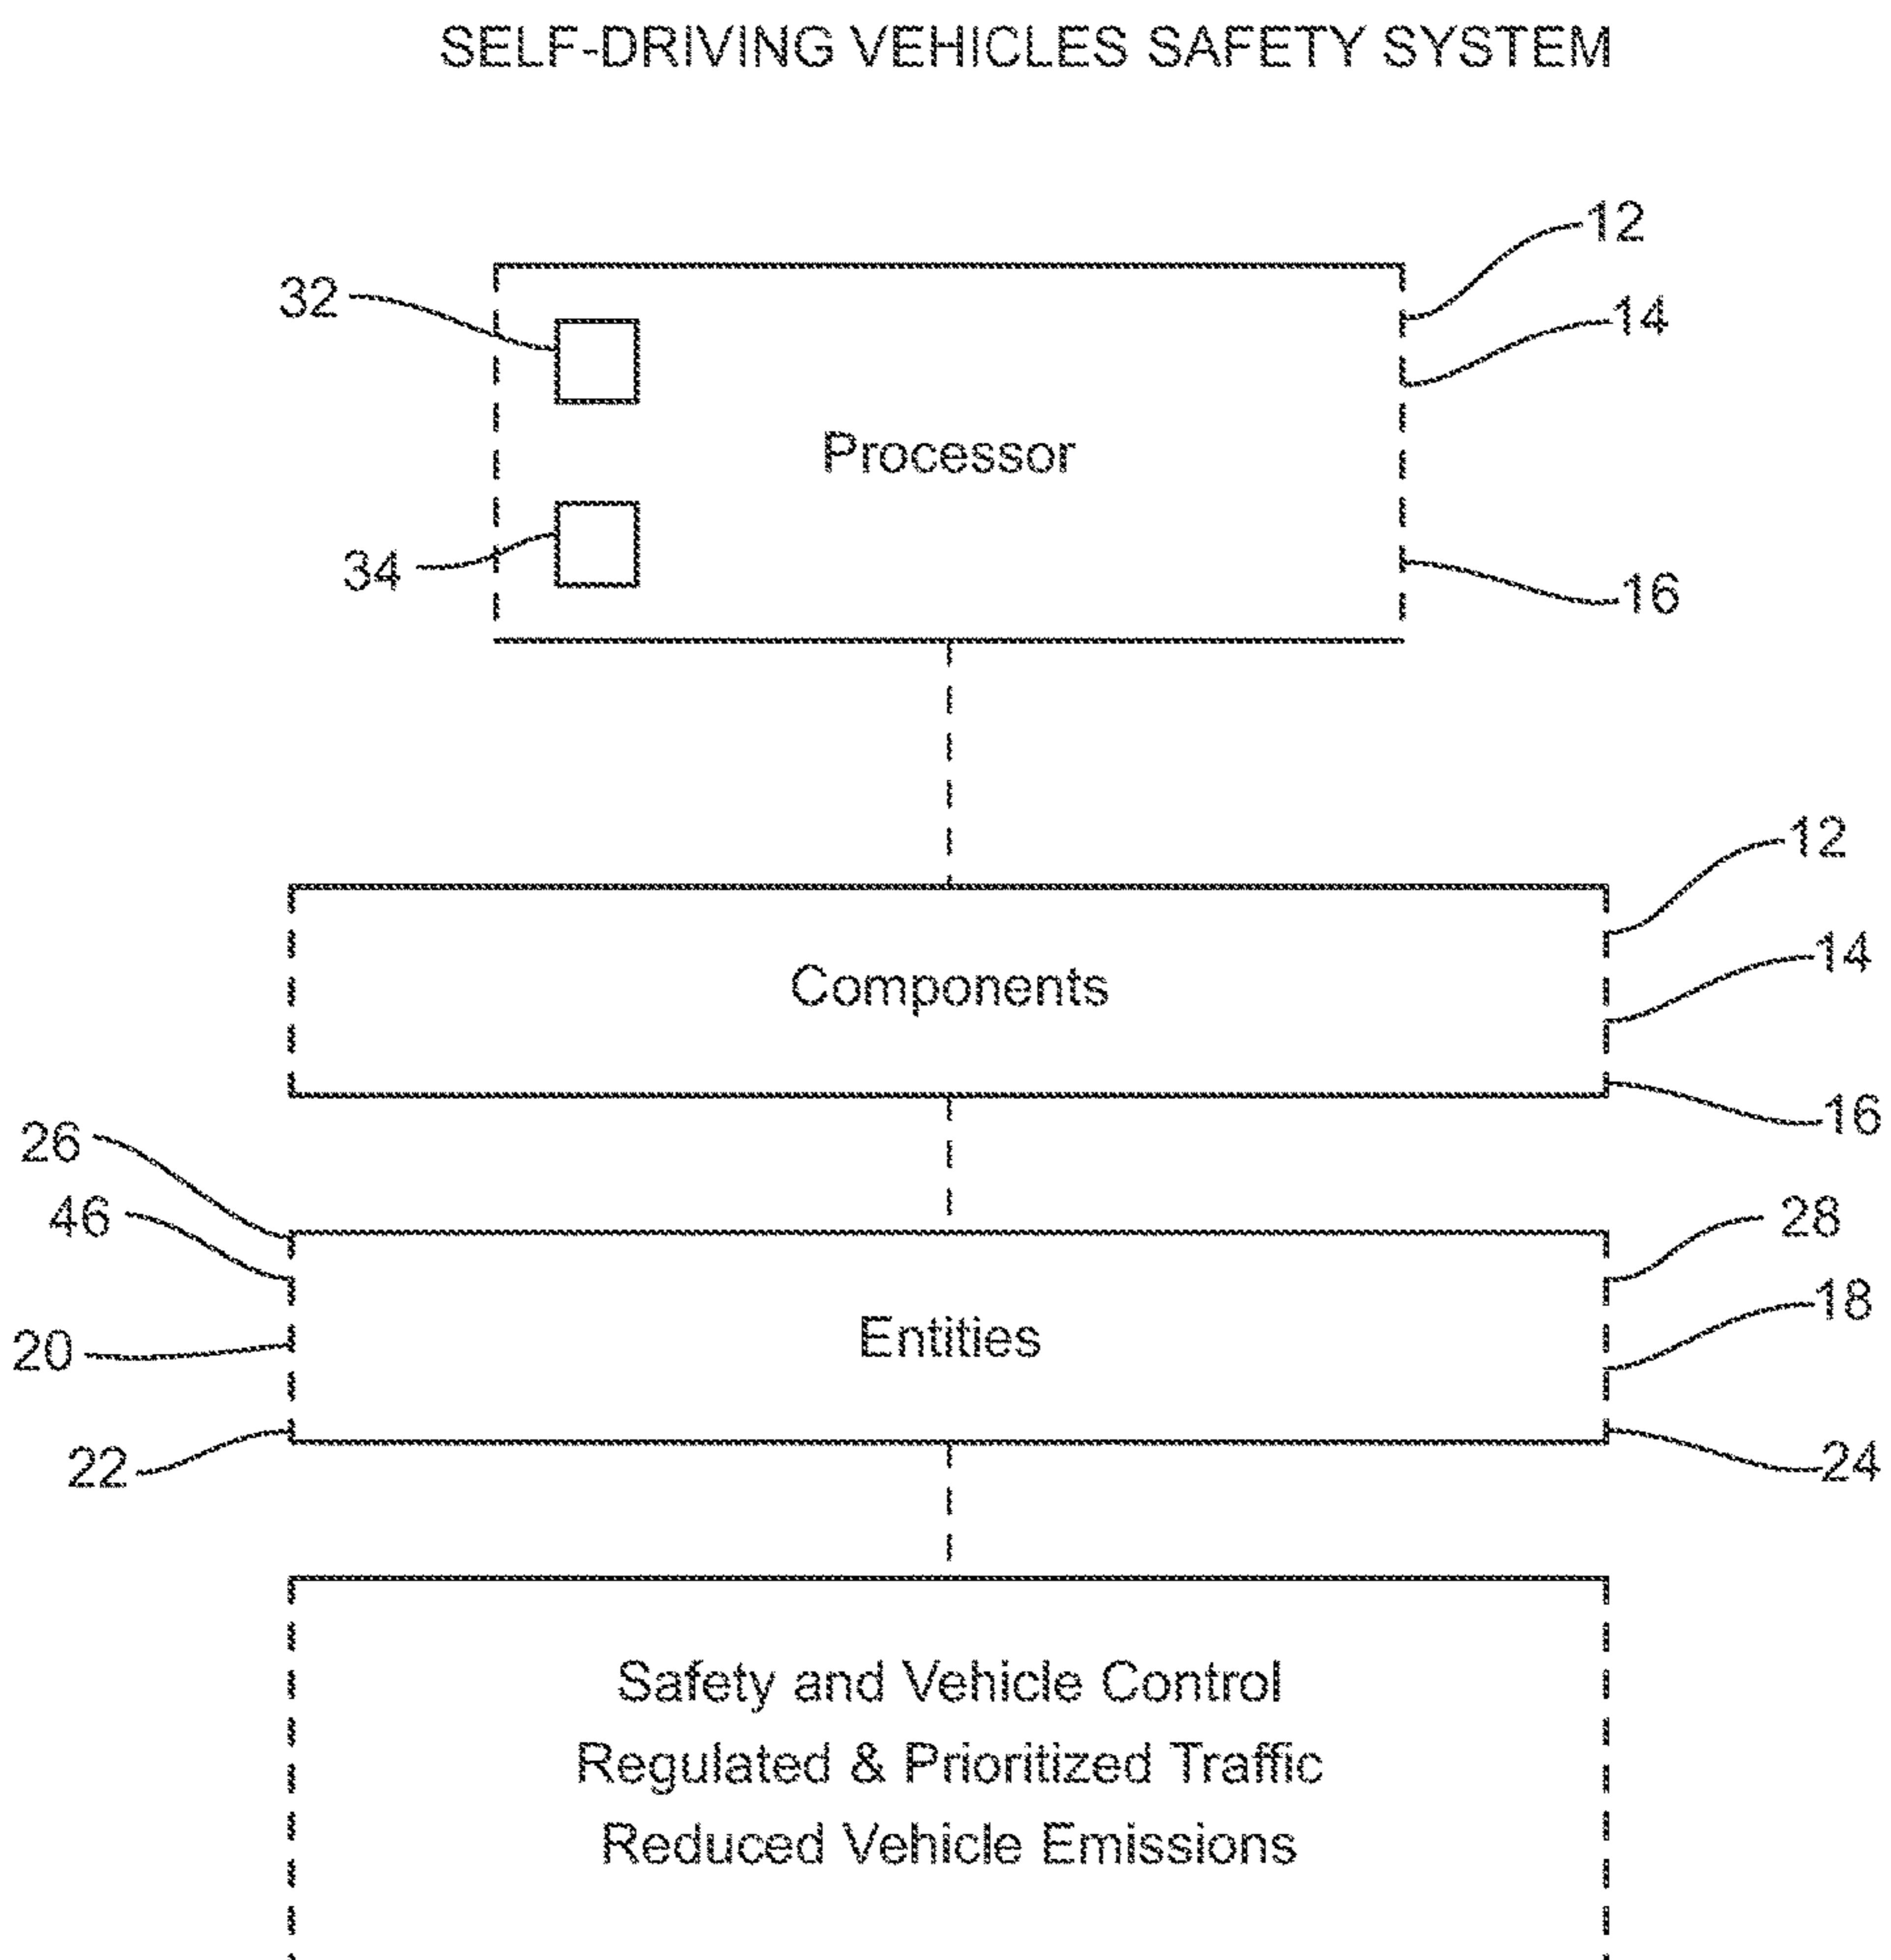 SELF-DRIVING VEHICLES SAFETY SYSTEM
12
32
14
Processor
34
16
12
Components
14
16
26
46
28
18
Entities
20
22
24
Safety and Vehicle Control
Regulated & Prioritized Traffic
Reduced Vehicle Emissions